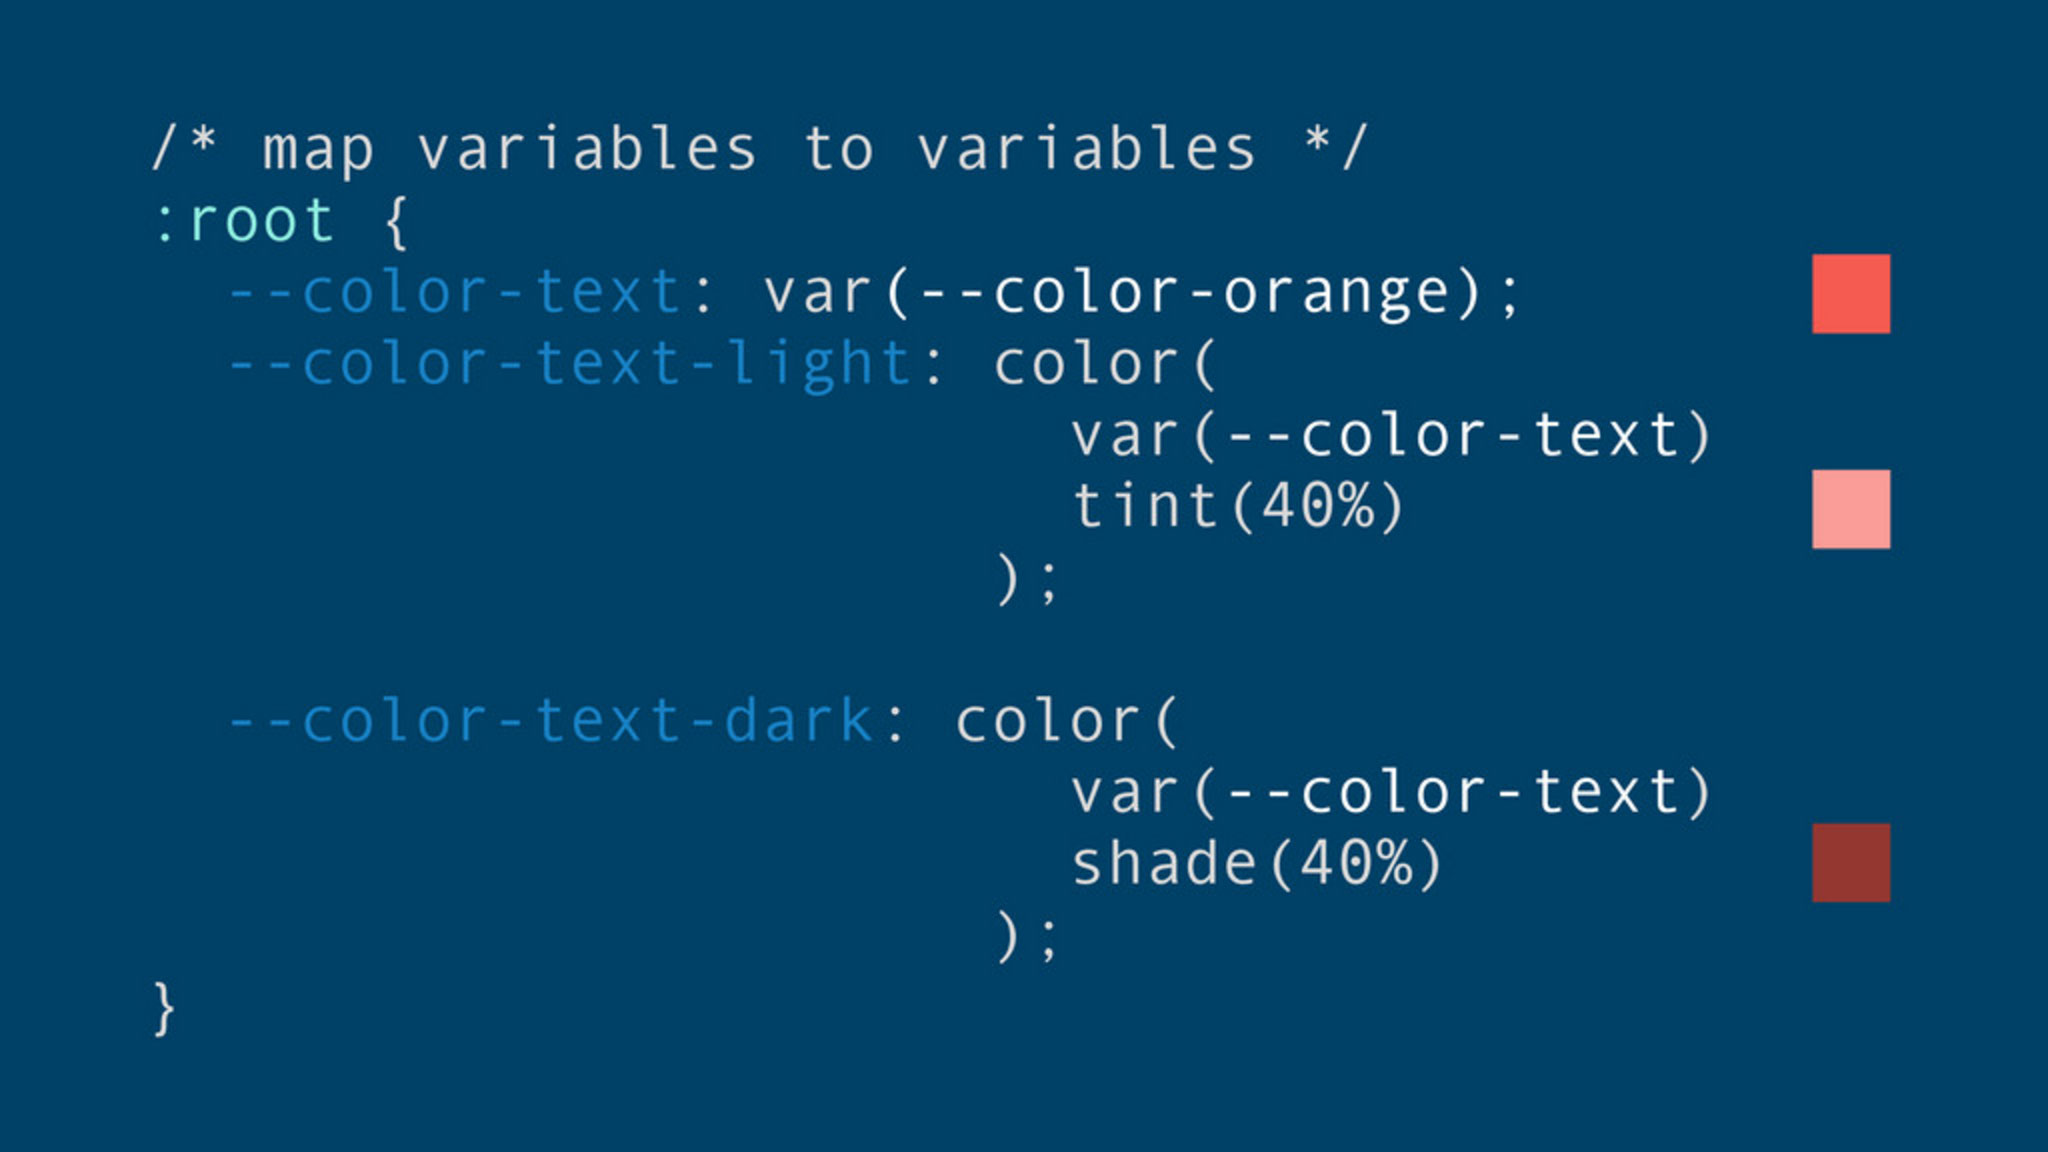 /* map variables to variables */
:root {
  --color-text: var(--color-orange);
  --color-text-light: color(
                        var(--color-text)
                        tint(40%)
                      );
  --color-text-dark: color(
                        var(--color-text)
                        shade(40%)
                      );
}